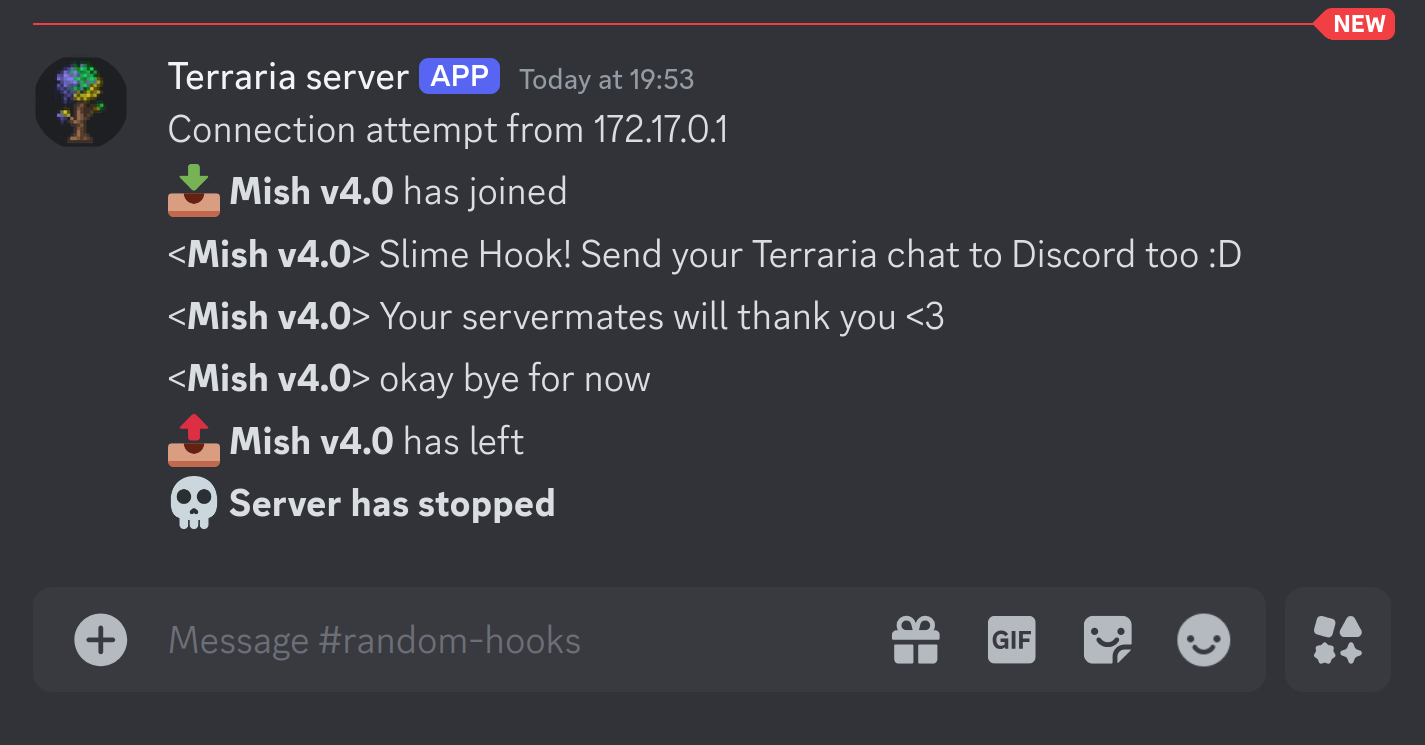 NEW
Terraria server APP Today at 19:53
Connection attempt from 172.17.0.1
Mish v4.0 has joined
<Mish v4.0> Slime Hook! Send your Terraria chat to Discord too :D
<Mish v4.0> Your servermates will thank you <3
<Mish v4.0> okay bye for now
Mish v4.0 has left
Server has stopped
Message #random-hooks GIF